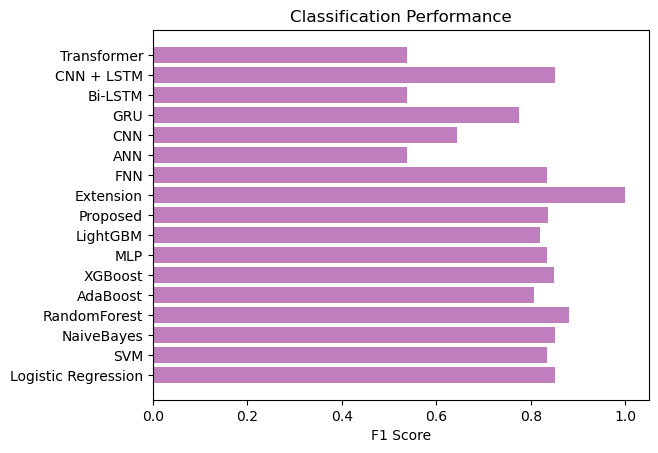 Classification Performance
Transformer
CNN + LSTM
Bi-LSTM
GRU
CNN
ANN
FNN
Extension
Proposed
LightGBM
MLP
XGBoost
AdaBoost
RandomForest
NaiveBayes
SVM
Logistic Regression
0.0 0.2 0.4 0.6 0.8 1.0
F1 Score